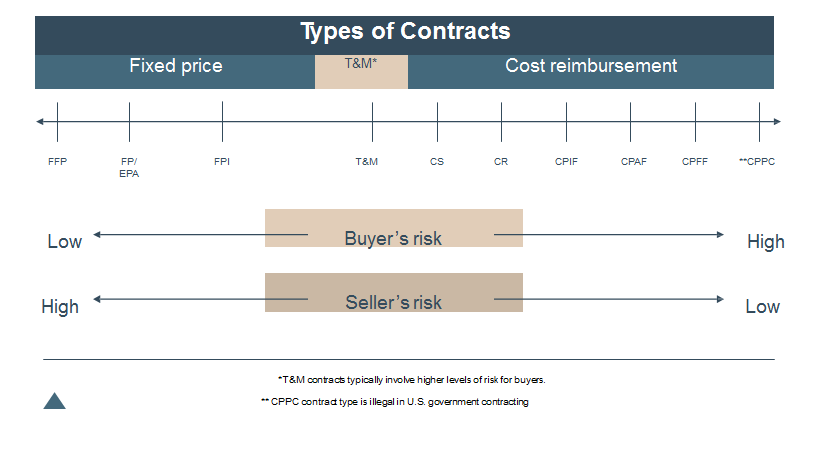 Types of Contracts
Fixed price
T&M*
Cost reimbursement
FFP
FP/
EPA
FPI
T&M
CS
CR
CPIF
CPAF
CPFF
**CPPC
Low
Buyer's risk
High
High
Seller's risk
Low
*T&M contracts typically involve higher levels of risk for buyers.
** CPPC contract type is illegal in U.S. government contracting